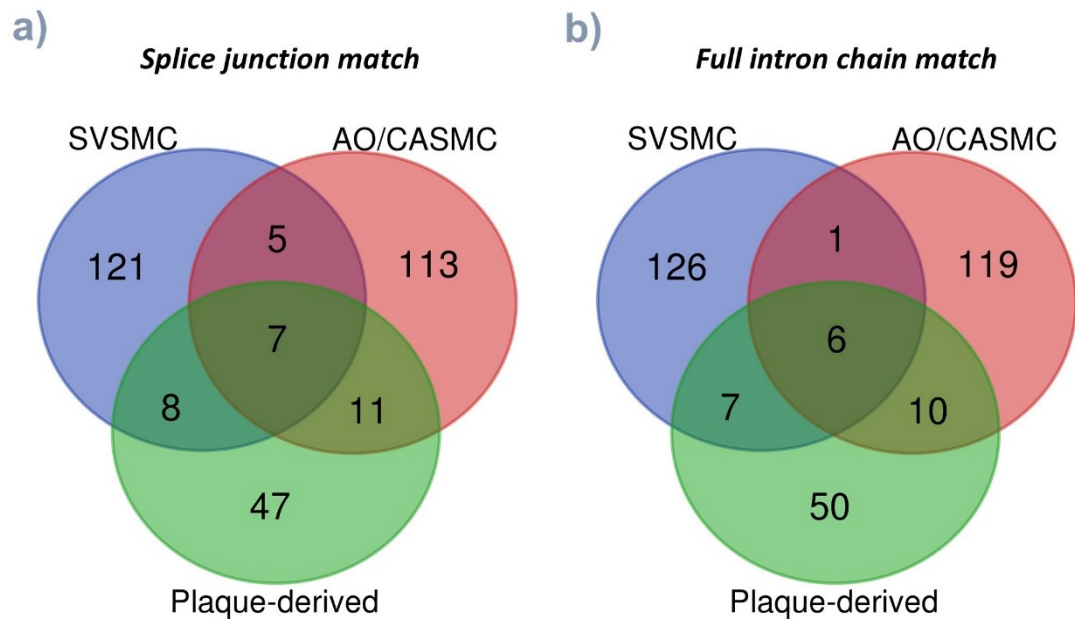 a)
Splice junction match
SVSMC
AO/CASMC
5
121
113
7
8
11
47
Plaque-derived
b)
Full intron chain match
SVSMC
AO/CASMC
1
126
119
6
7
10
50
Plaque-derived